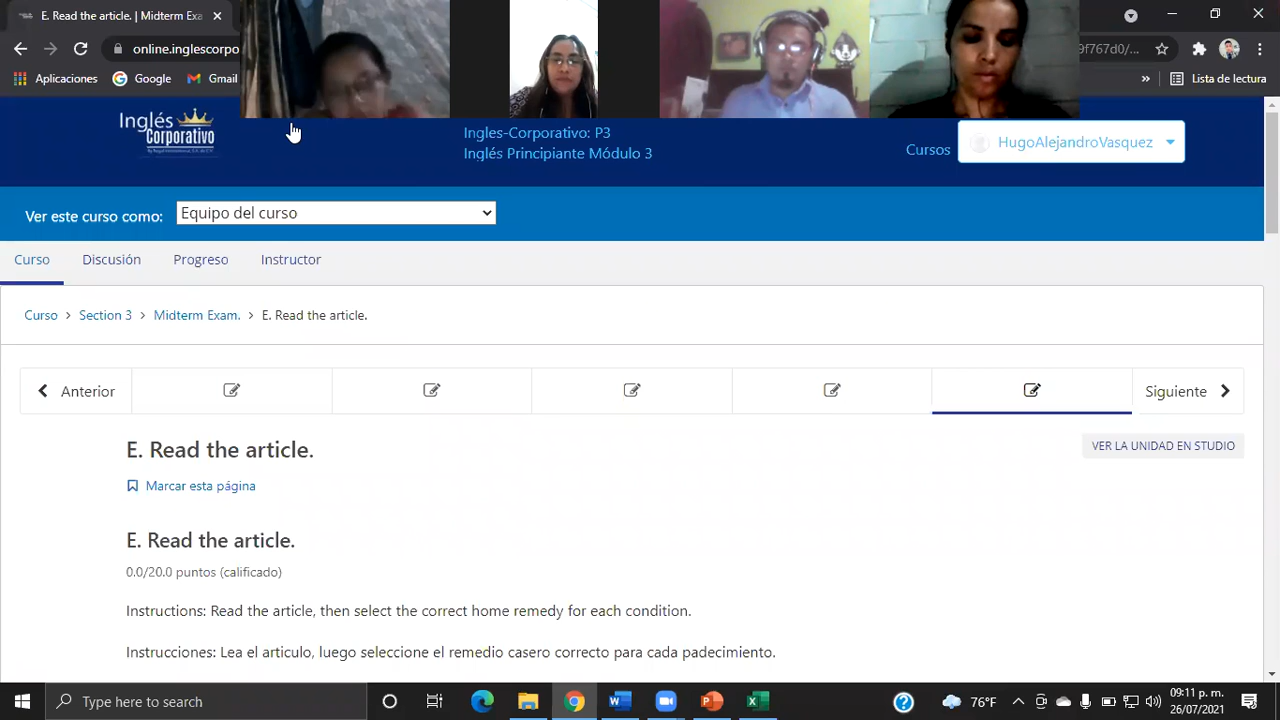 E. Read the article. | Midterm Ex
online.inglescorpo
9f767d0/...
Aplicaciones
Google
Gmail
Lista de lectura
Inglés
Corporativo
Ingles-Corporativo: P3
Inglés Principiante Módulo 3
Cursos
HugoAlejandroVasquez
Ver este curso como:
Equipo del curso
Curso
Discusión
Progreso
Instructor
Curso > Section 3 > Midterm Exam. > E. Read the article.
Anterior
Siguiente
E. Read the article.
VER LA UNIDAD EN STUDIO
Marcar esta página
E. Read the article.
0.0/20.0 puntos (calificado)
Instructions: Read the article, then select the correct home remedy for each condition.
Instrucciones: Lea el articulo, luego seleccione el remedio casero correcto para cada padecimiento.
Type here to search
76°F
09:11 p. m.
26/07/2021